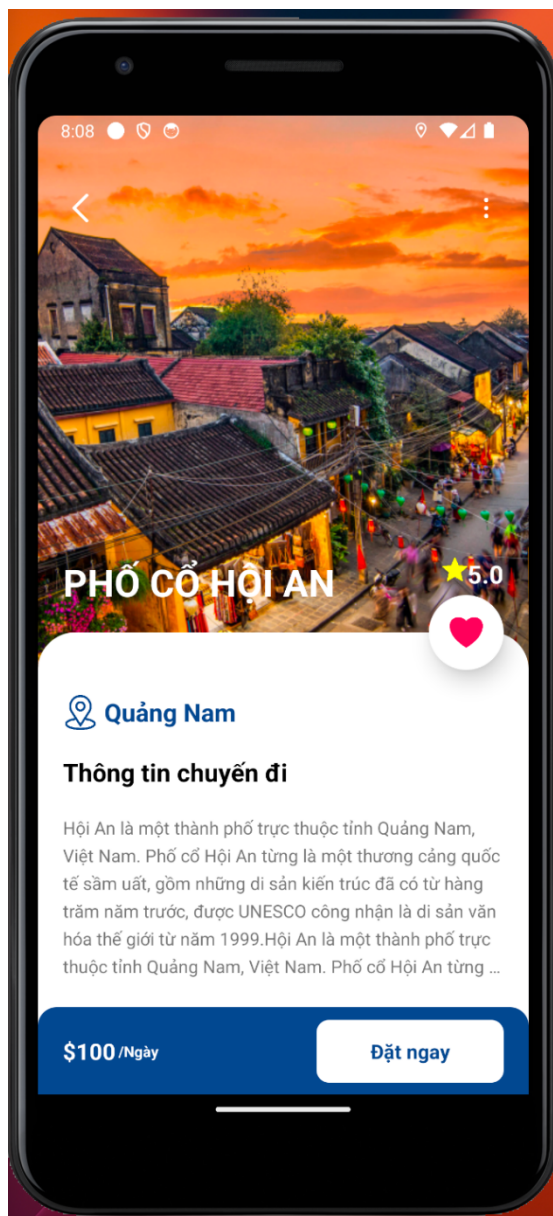 8:08
PHỐ CỔ HỘI AN
5.0
Quảng Nam
Thông tin chuyến đi
Hội An là một thành phố trực thuộc tỉnh Quảng Nam,
Việt Nam. Phố cổ Hội An từng là một thương cảng quốc
tế sầm uất, gồm những di sản kiến trúc đã có từ hàng
trăm năm trước, được UNESCO công nhận là di sản văn
hóa thế giới từ năm 1999.Hội An là một thành phố trực
thuộc tỉnh Quảng Nam, Việt Nam. Phố cổ Hội An từng ...
$100 /Ngày
Đặt ngay